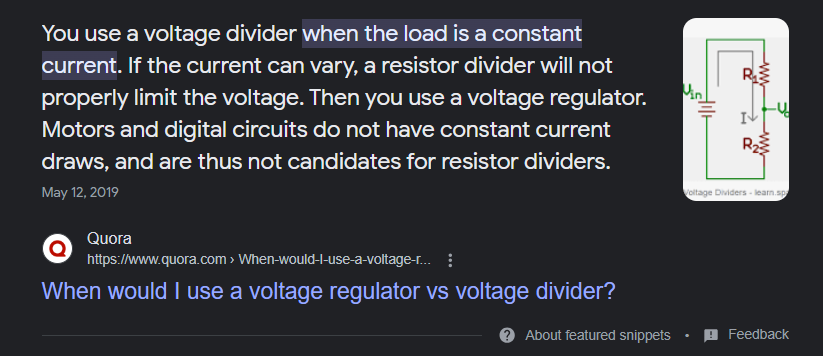 You use a voltage divider when the load is a constant
current. If the current can vary, a resistor divider will not
properly limit the voltage. Then you use a voltage regulator.
Motors and digital circuits do not have constant current
draws, and are thus not candidates for resistor dividers.
May 12, 2019
Vin
R1
I
R2
Voltage Dividers - learn.sp
Quora
https://www.quora.com › When-would-I-use-a-voltage-r...
When would I use a voltage regulator vs voltage divider?
About featured snippets • Feedback